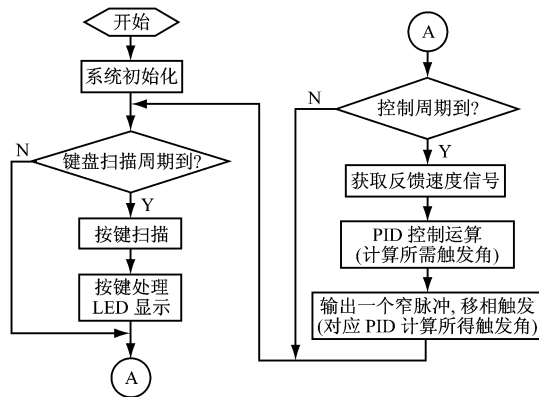 开始
系统初始化
键盘扫描周期到?
N
Y
按键扫描
按键处理
LED 显示
A
A
控制周期到?
N
Y
获取反馈速度信号
PID 控制运算
(计算所需触发角)
输出一个窄脉冲, 移相触发
(对应 PID 计算所得触发角)